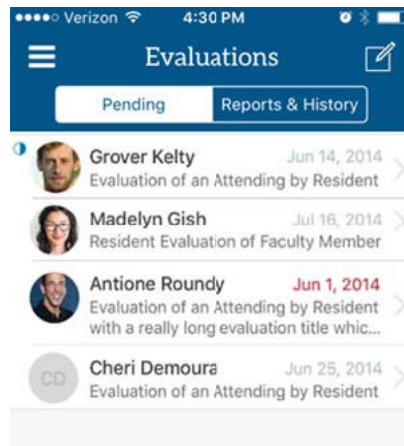 Verizon 4:30 PM
Evaluations
Pending Reports & History
Grover Kelty Jun 14, 2014
Evaluation of an Attending by Resident
Madelyn Gish Jul 16, 2014
Resident Evaluation of Faculty Member
Antione Roundy Jun 1, 2014
Evaluation of an Attending by Resident
with a really long evaluation title whic...
CD Cheri Demoura Jun 25, 2014
Evaluation of an Attending by Resident